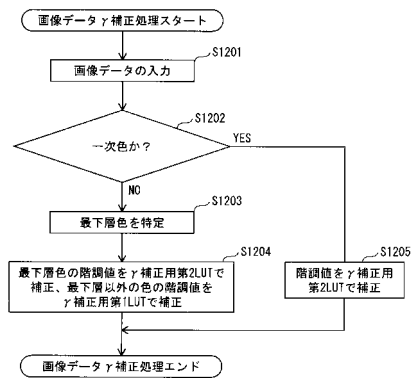 画像データγ補正処理スタート
S1201
画像データの入力
S1202
一次色か？
YES
NO
S1203
最下層色を特定
S1204
最下層色の階調値をγ補正用第2LUTで
補正、最下層以外の色の階調値を
γ補正用第1LUTで補正
S1205
階調値をγ補正用
第2LUTで補正
画像データγ補正処理エンド